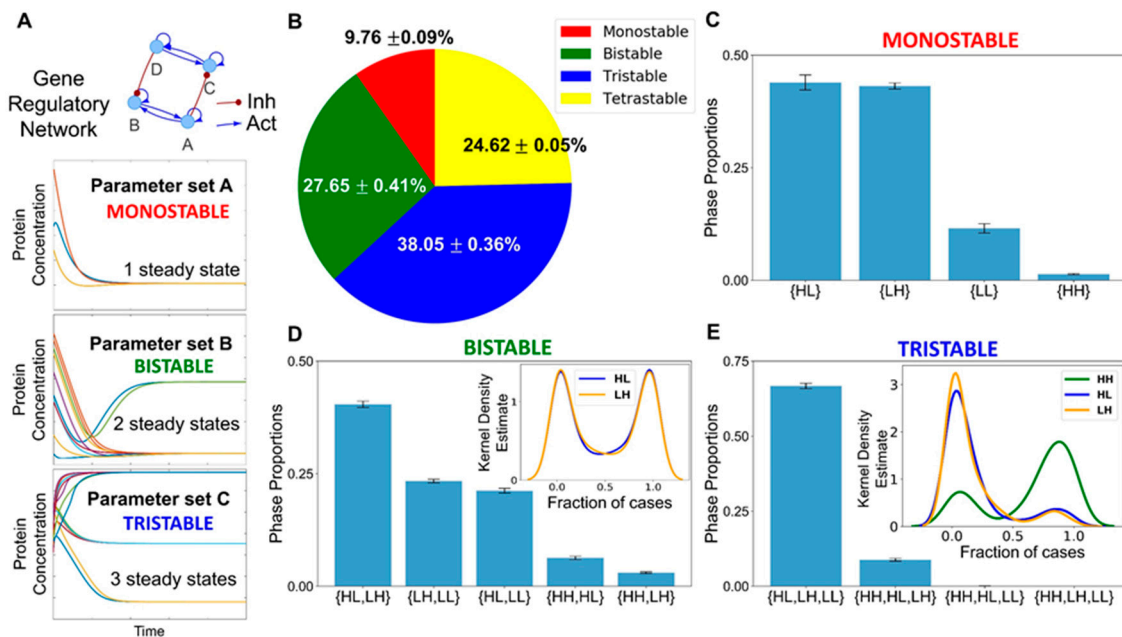 A
Gene
Regulatory
Network
D
C
B
A
Inh
Act
Parameter set A
MONOSTABLE
1 steady state
Protein
Concentration
Parameter set B
BISTABLE
2 steady states
Protein
Concentration
Parameter set C
TRISTABLE
3 steady states
Protein
Concentration
Time
B
9.76 ±0.09%
Monostable
Bistable
Tristable
Tetrastable
24.62 ± 0.05%
27.65 ± 0.41%
38.05 ± 0.36%
C
MONOSTABLE
Phase Proportions
0.50
0.25
0.00
{HL}
{LH}
{LL}
{HH}
D
BISTABLE
Phase Proportions
0.50
0.25
0.00
{HL,LH}
{LH,LL}
{HL,LL}
{HH,HL}
{HH,LH}
Kernel Density
Estimate
1
0
HL
LH
0.0
0.5
1.0
Fraction of cases
E
TRISTABLE
Phase Proportions
0.75
0.50
0.25
0.00
{HL,LH,LL}
{HH,HL,LH}
{HH,HL,LL}
{HH,LH,LL}
Kernel Density
Estimate
3
2
1
0
HH
HL
LH
0.0
0.5
1.0
Fraction of cases